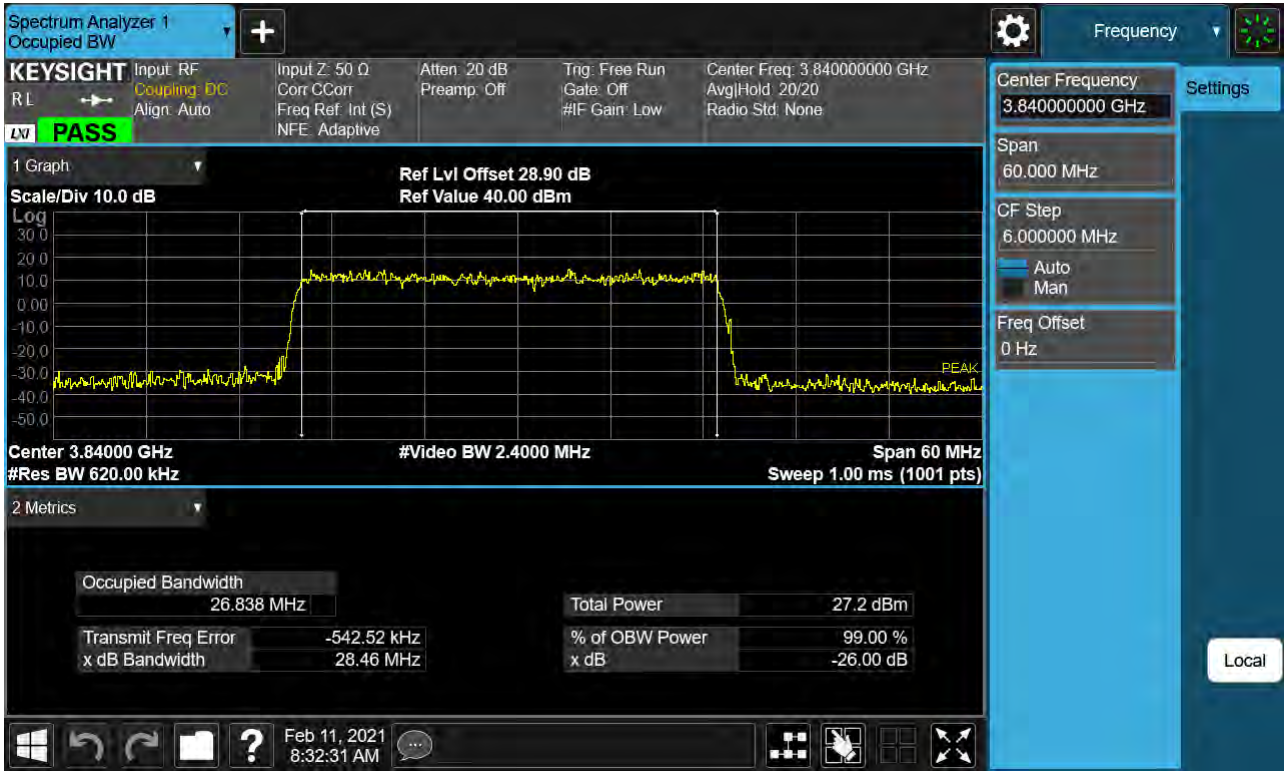 Spectrum Analyzer 1
Occupied BW
Frequency
KEYSIGHT
RL
LXI
PASS
Input: RF
Coupling: DC
Align: Auto
Input Z: 50 Ω
Corr CCorr
Freq Ref: Int (S)
NFE: Adaptive
Atten: 20 dB
Preamp: Off
Trig: Free Run
Gate: Off
#IF Gain: Low
Center Freq: 3.840000000 GHz
Avg|Hold: 20/20
Radio Std: None
Center Frequency
3.840000000 GHz
Settings
Span
60.000 MHz
CF Step
6.000000 MHz
Auto
Man
Freq Offset
0 Hz
Local
1 Graph
Scale/Div 10.0 dB
Ref Lvl Offset 28.90 dB
Ref Value 40.00 dBm
Log
30.0
20.0
10.0
0.00
-10.0
-20.0
-30.0
-40.0
-50.0
PEAK
Center 3.84000 GHz
#Video BW 2.4000 MHz
Span 60 MHz
#Res BW 620.00 kHz
Sweep 1.00 ms (1001 pts)
2 Metrics
Occupied Bandwidth
26.838 MHz
Total Power 27.2 dBm
Transmit Freq Error -542.52 kHz
% of OBW Power 99.00 %
x dB Bandwidth 28.46 MHz
x dB -26.00 dB
?
Feb 11, 2021
8:32:31 AM